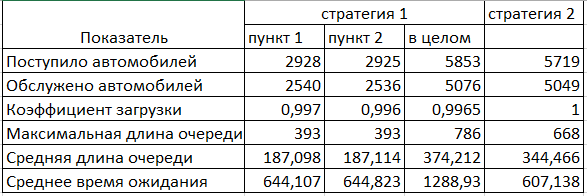 стратегия 1 стратегия 2
Показатель пункт 1 пункт 2 в целом
Поступило автомобилей 2928 2925 5853 5719
Обслужено автомобилей 2540 2536 5076 5049
Коэффициент загрузки 0,997 0,996 0,9965 1
Максимальная длина очереди 393 393 786 668
Средняя длина очереди 187,098 187,114 374,212 344,466
Среднее время ожидания 644,107 644,823 1288,93 607,138